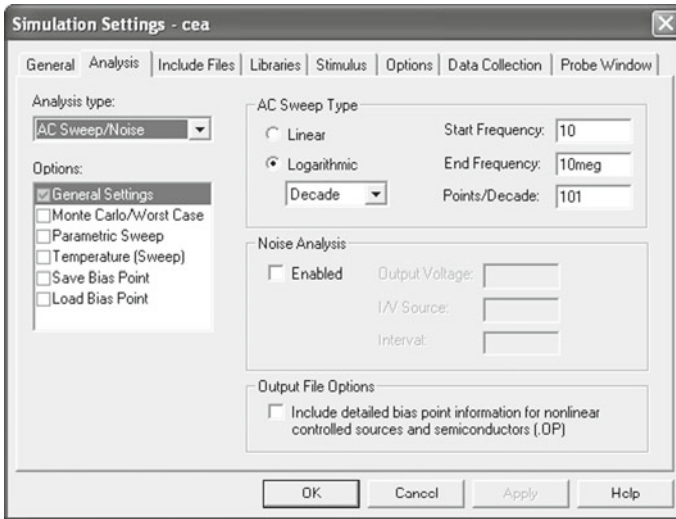 Simulation Settings - cea
General Analysis Include Files Libraries Stimulus Options Data Collection Probe Window
Analysis type:
AC Sweep/Noise
Options:
General Settings
Monte Carlo/Worst Case
Parametric Sweep
Temperature (Sweep)
Save Bias Point
Load Bias Point
AC Sweep Type
Linear
Logarithmic
Decade
Start Frequency: 10
End Frequency: 10meg
Points/Decade: 101
Noise Analysis
Enabled
Output Voltage:
I/V Source:
Interval:
Output File Options
Include detailed bias point information for nonlinear
controlled sources and semiconductors (.OP)
OK Cancel Apply Help